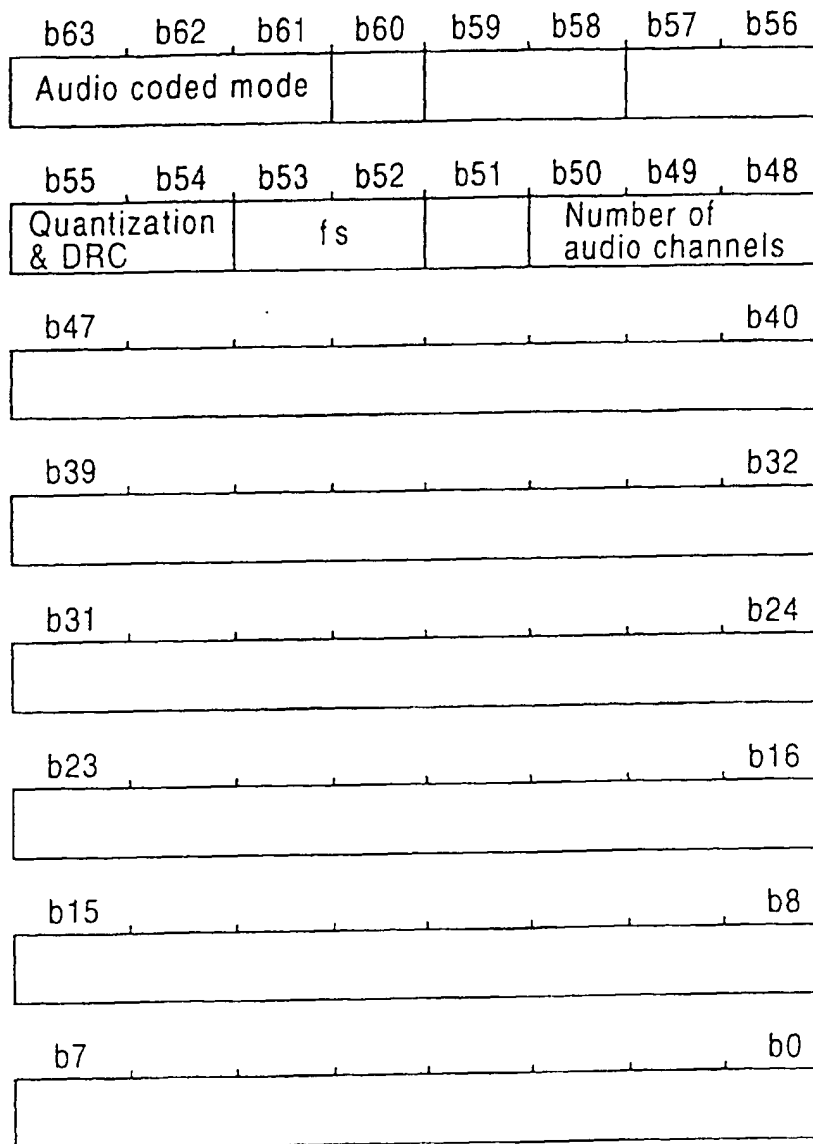 b63 b62 b61 b60 b59 b58 b57 b56
Audio coded mode
b55 b54 b53 b52 b51 b50 b49 b48
Quantization & DRC
fs
Number of audio channels
b47 b40
b39 b32
b31 b24
b23 b16
b15 b8
b7 b0